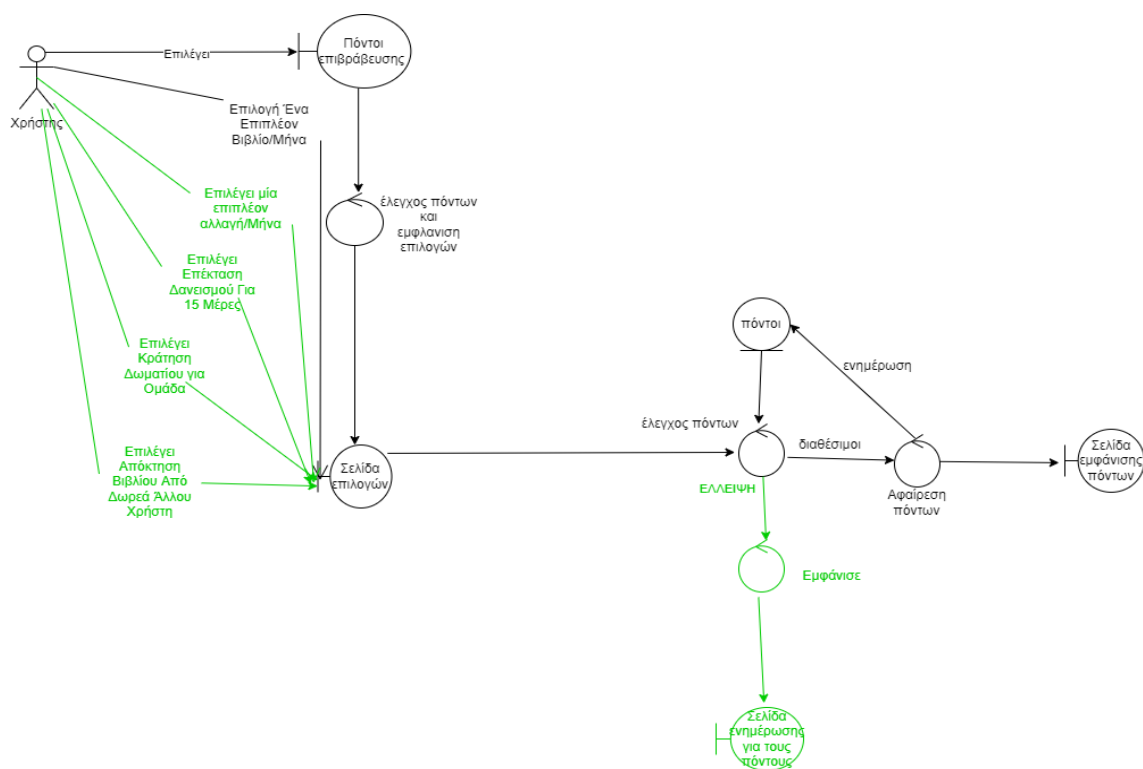 Πόντοι
επιβράβευσης
Επιλέγει
Χρήστης
Επιλογή Ένα
Επιπλέον
Βιβλίο/Μήνα
Επιλέγει μία
επιπλέον
αλλαγή/Μήνα
έλεγχος πόντων
και
εμφλανιση
επιλογών
Επιλέγει
Επέκταση
Δανεισμού Για
15 Μέρες
Επιλέγει
Κράτηση
Δωματίου για
Ομάδα
πόντοι
ενημέρωση
Επιλέγει
Απόκτηση
Βιβλίου Από
Δωρεά Άλλου
Χρήστη
Σελίδα
επιλογών
έλεγχος πόντων
διαθέσιμοι
ΕΛΛΕΙΨΗ
Αφαίρεση
πόντων
Σελίδα
εμφάνισης
πόντων
Εμφάνισε
Σελίδα
ενημέρωσης
για τους
πόντους